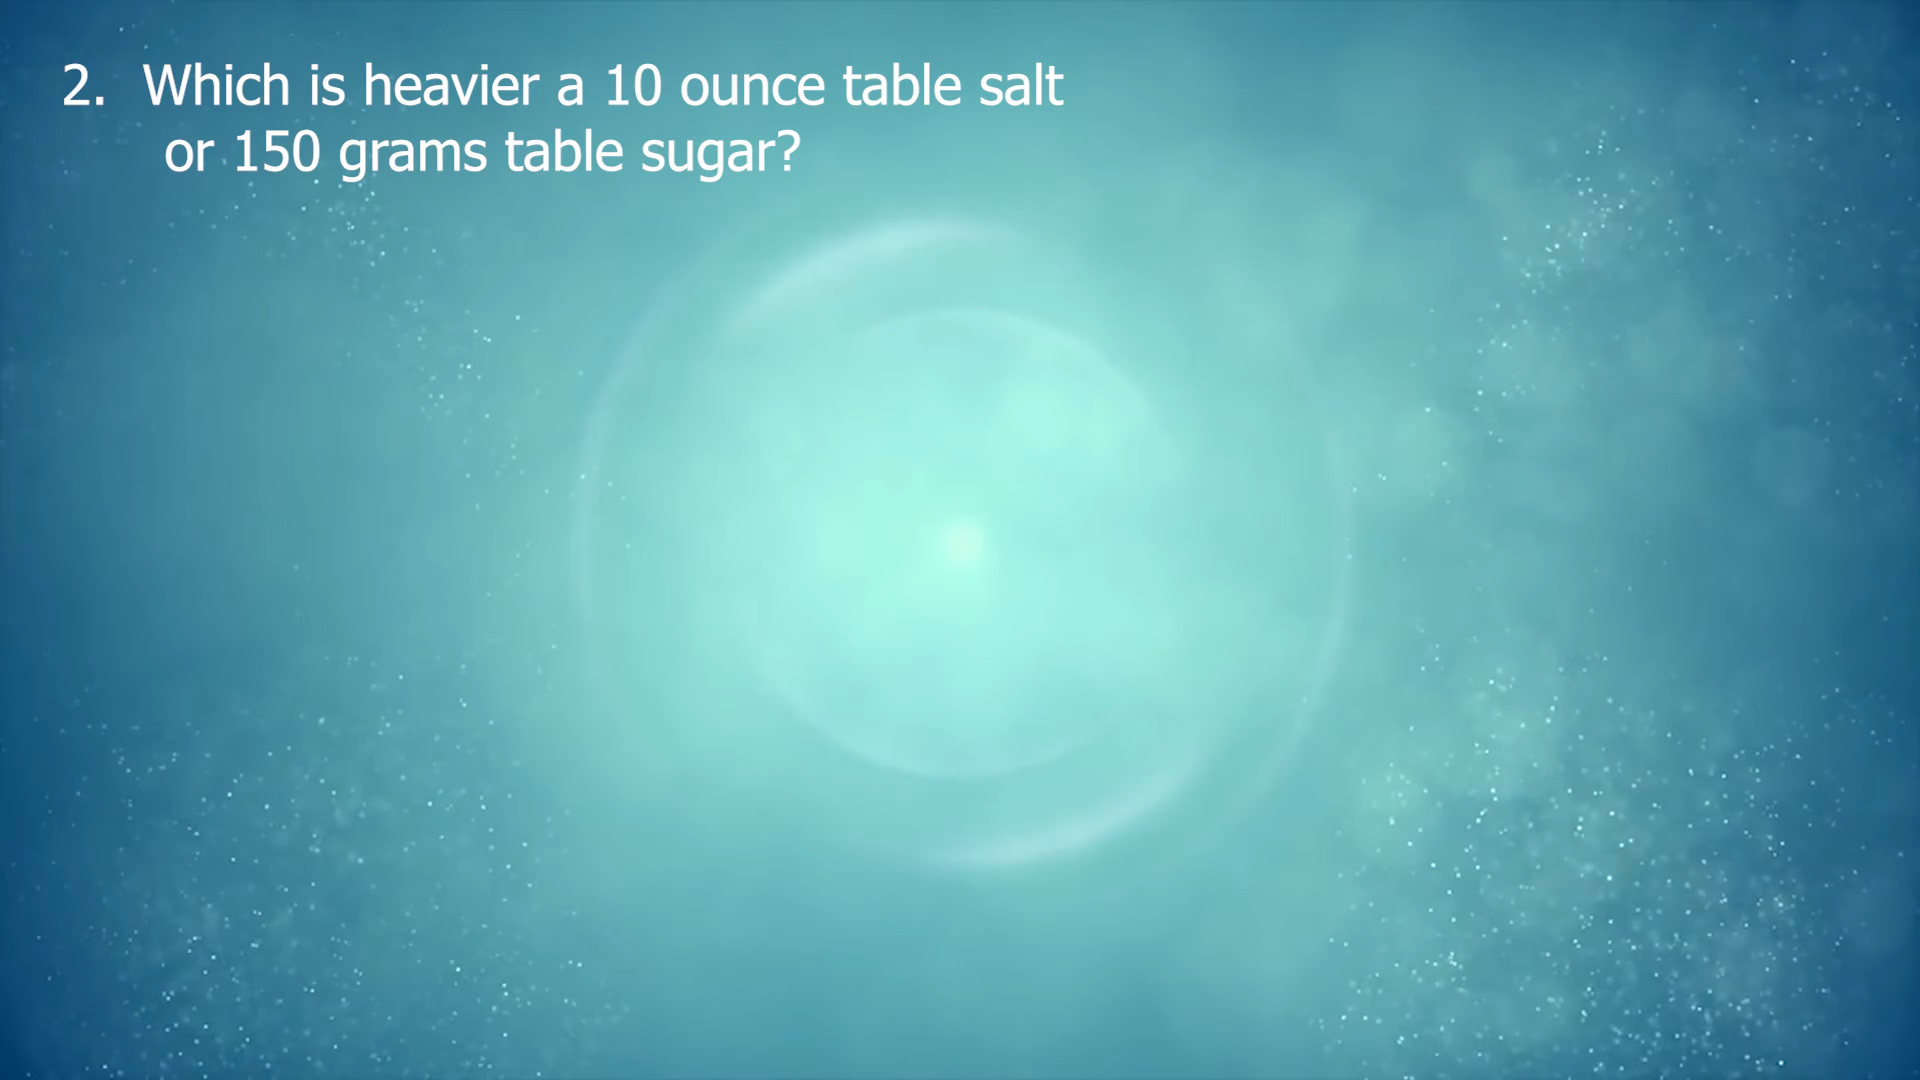 2. Which is heavier a 10 ounce table salt
or 150 grams table sugar?